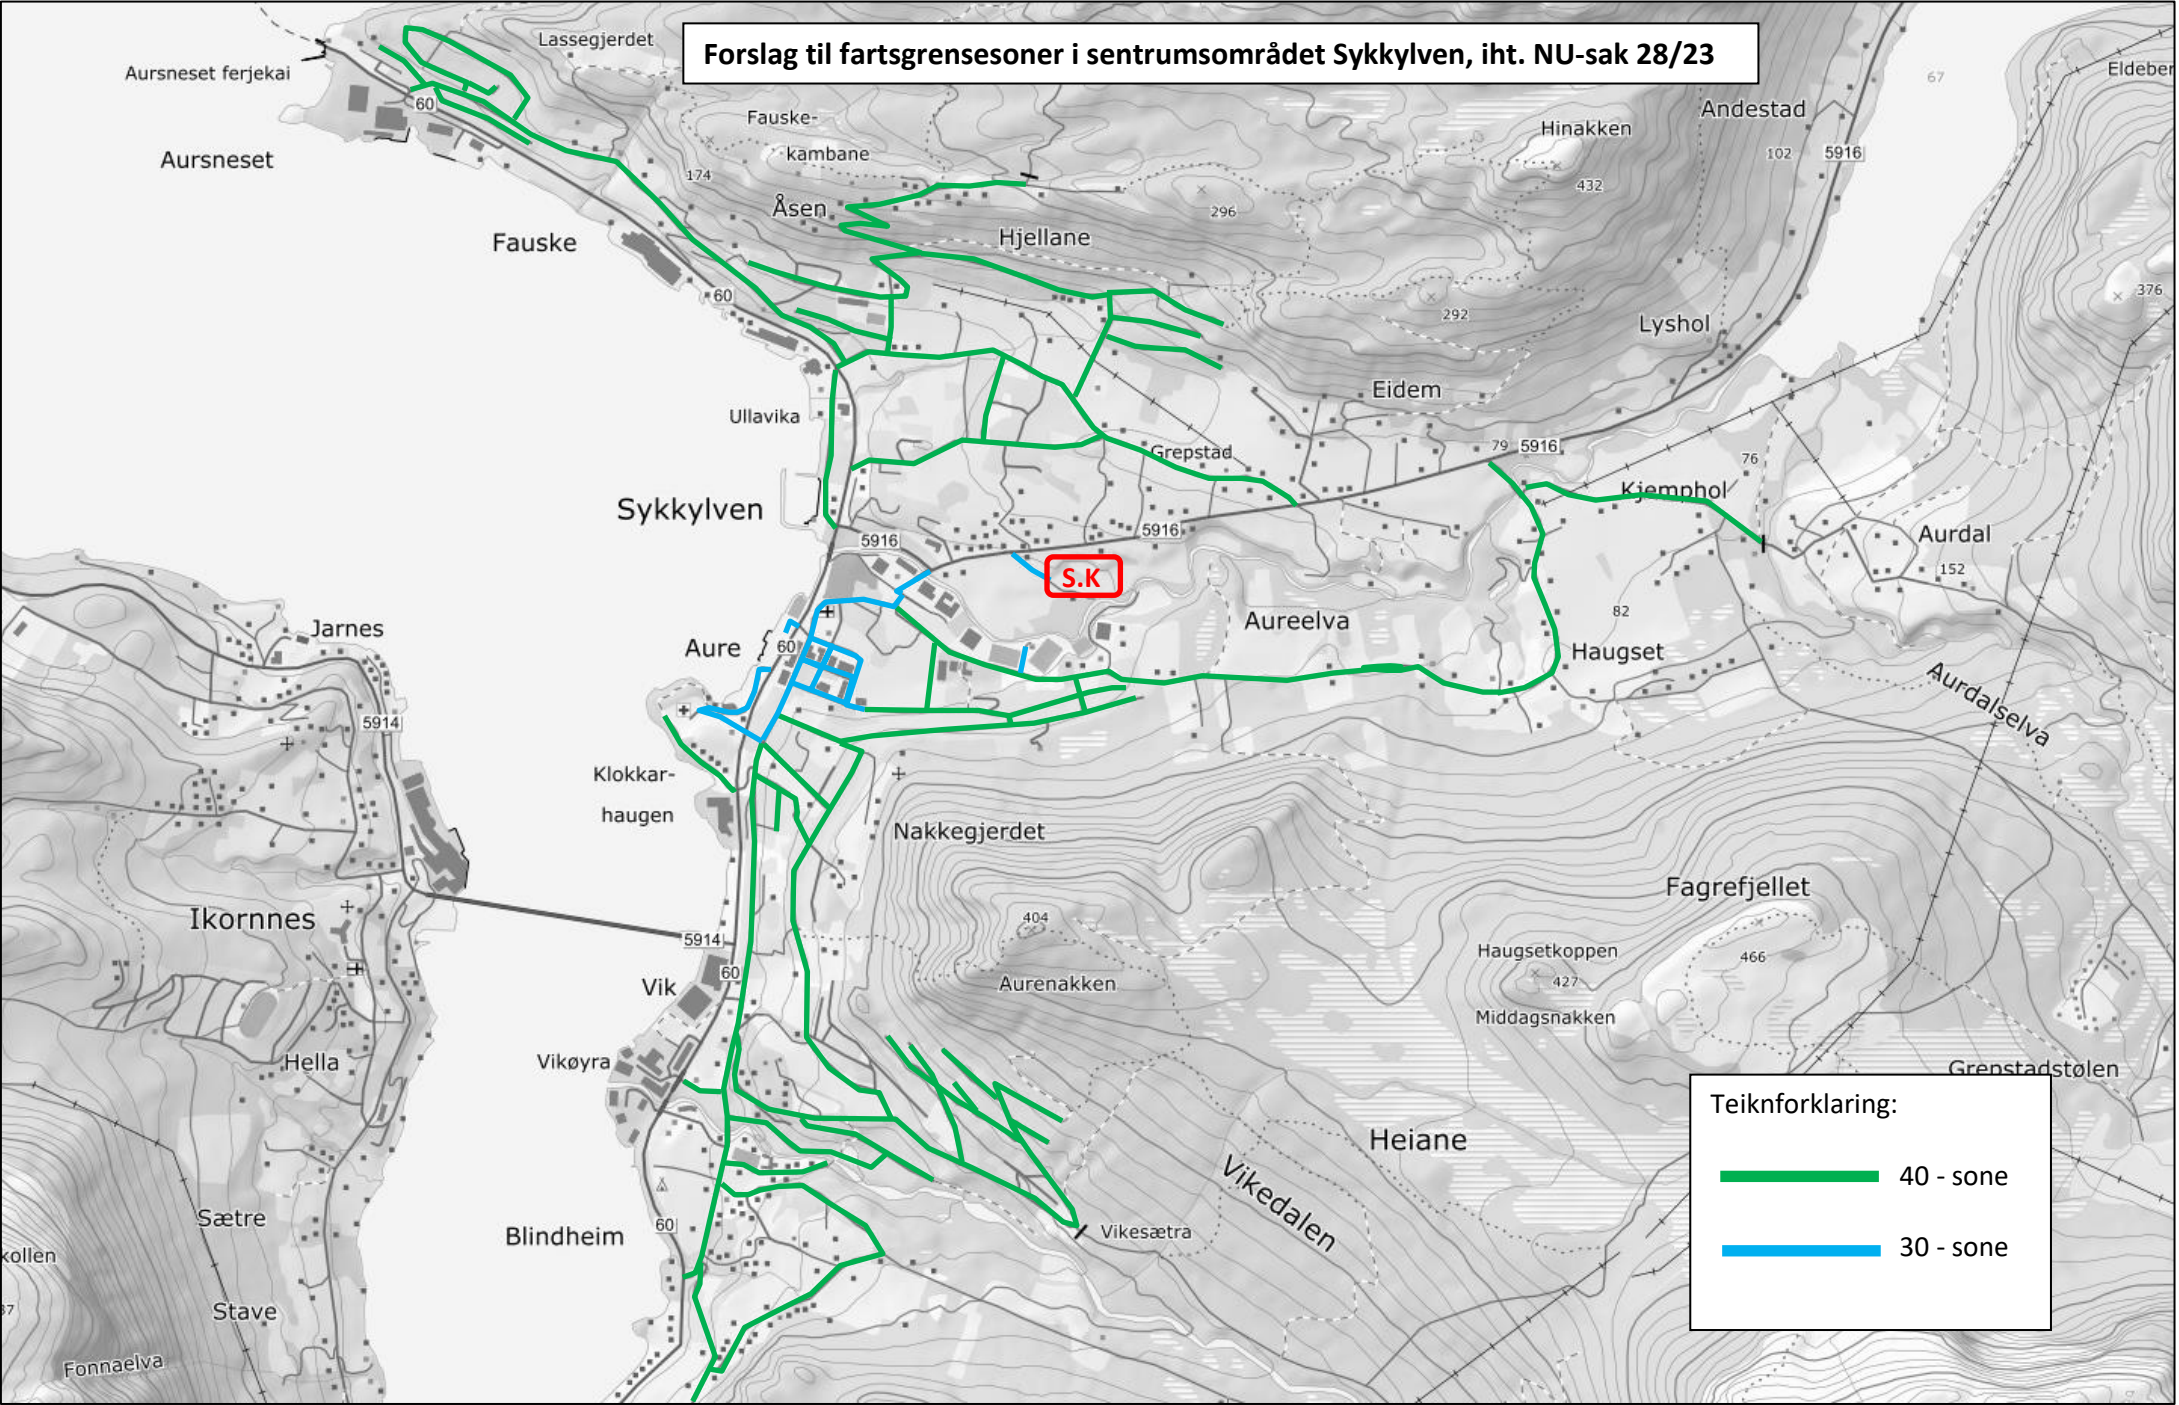 Forslag til fartsgrensesoner i sentrumsområdet Sykkylven, iht. NU-sak 28/23
Lassegjerdet
Aursneset ferjekai
60
Aursneset
67
Eldeber
Andestad
Fauske-
kambane
Hinakken
102
5916
432
174
Åsen
296
Hjellane
Fauske
60
376
292
Lyshol
Eidem
Ullavika
Grepstad
79
5916
76
Kjemphol
Sykkylven
5916
5916
Aurdal
152
S.K
82
Aureelva
Jarnes
Aure
60
Haugset
Aurdalselva
5914
Klokkar-
haugen
Nakkegjerdet
Fagrefjellet
Ikornnes
404
5914
Haugsetkoppen
466
60
427
Vik
Aurenakken
Middagsnakken
Hella
Vikøyra
Grepstadstølen
Teiknforklaring:
Heiane
40 - sone
Vikedalen
Sætre
60
Vikesætra
Blindheim
30 - sone
kollen
37
Stave
Fonnaelva